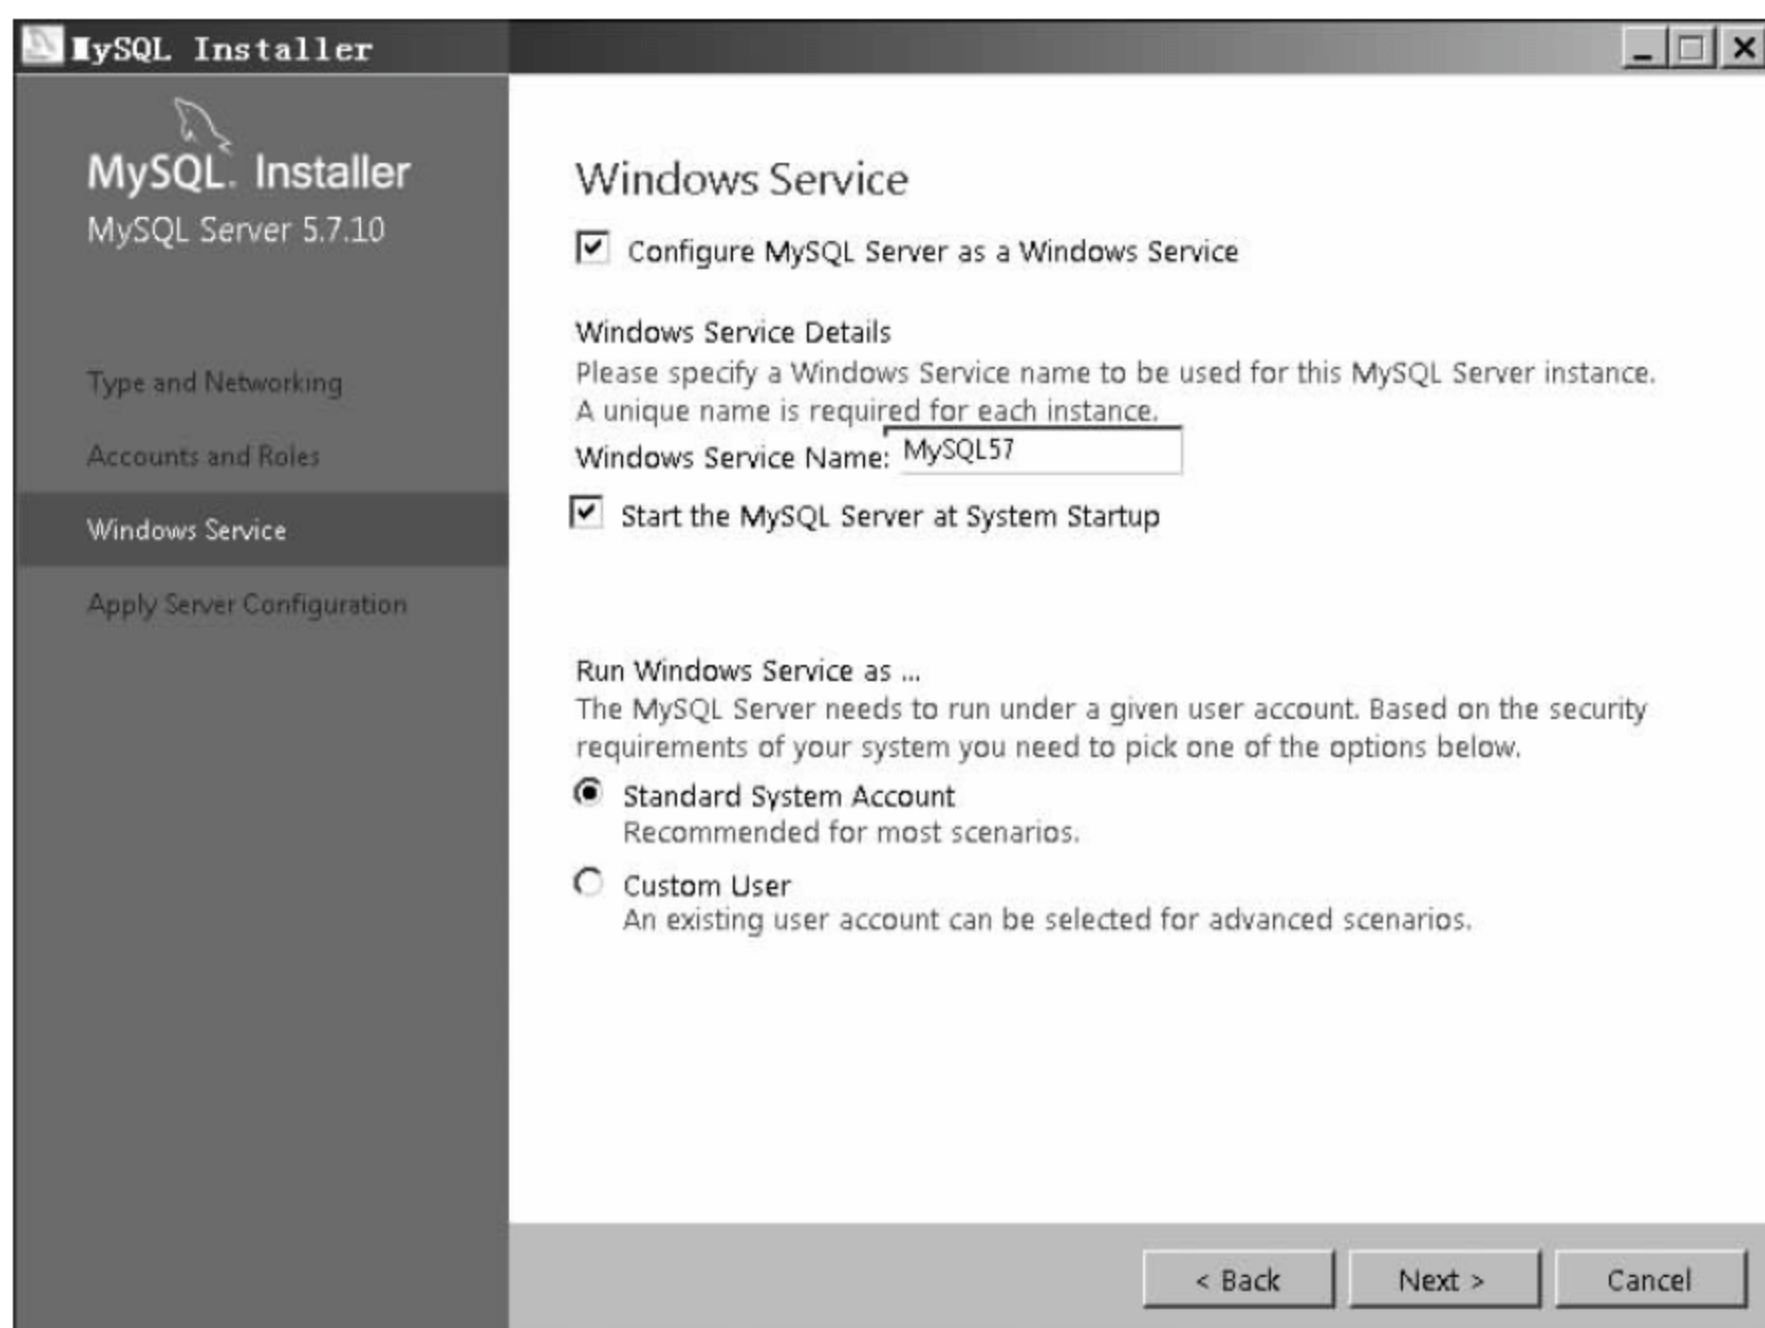 MySQL Installer
MySQL. Installer
MySQL Server 5.7.10
Type and Networking
Accounts and Roles
Windows Service
Apply Server Configuration
Windows Service
Configure MySQL Server as a Windows Service
Windows Service Details
Please specify a Windows Service name to be used for this MySQL Server instance.
A unique name is required for each instance.
Windows Service Name: MySQL57
Start the MySQL Server at System Startup
Run Windows Service as ...
The MySQL Server needs to run under a given user account. Based on the security
requirements of your system you need to pick one of the options below.
Standard System Account
Recommended for most scenarios.
Custom User
An existing user account can be selected for advanced scenarios.
< Back Next > Cancel